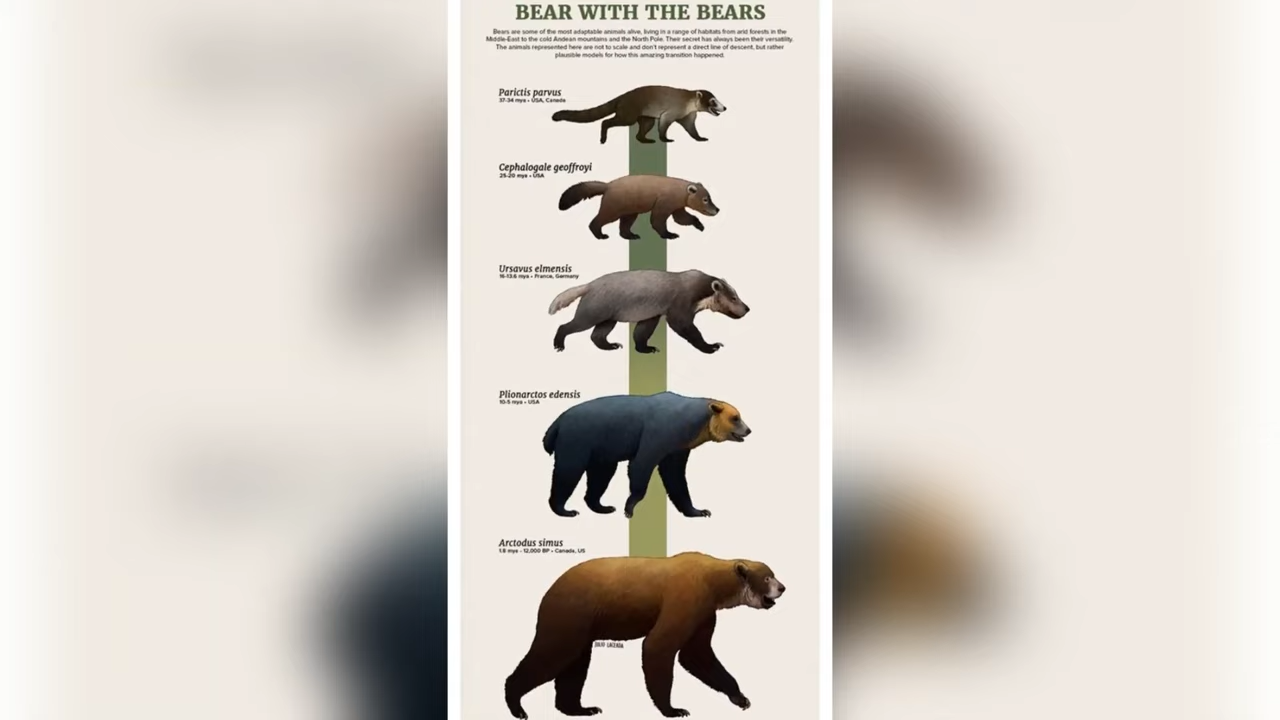 BEAR WITH THE BEARS
Bears are some of the most adaptable animals alive, living in a range of habitats from arid forests in the
Middle-East to the cold Andean mountains and the North Pole. Their secret has always been their versatility.
The animals represented here are not to scale and don't represent a direct line of descent, but rather
plausible models for how this amazing transition happened.
Parictis parvus
37-34 mya • USA, Canada
Cephalogale geoffroyi
25-20 mya • USA
Ursavus elmensis
16-13.6 mya • France, Germany
Plionarctos edensis
10-5 mya • USA
Arctodus simus
1.8 mya - 12,000 BP • Canada, US
JULIO LACERDA